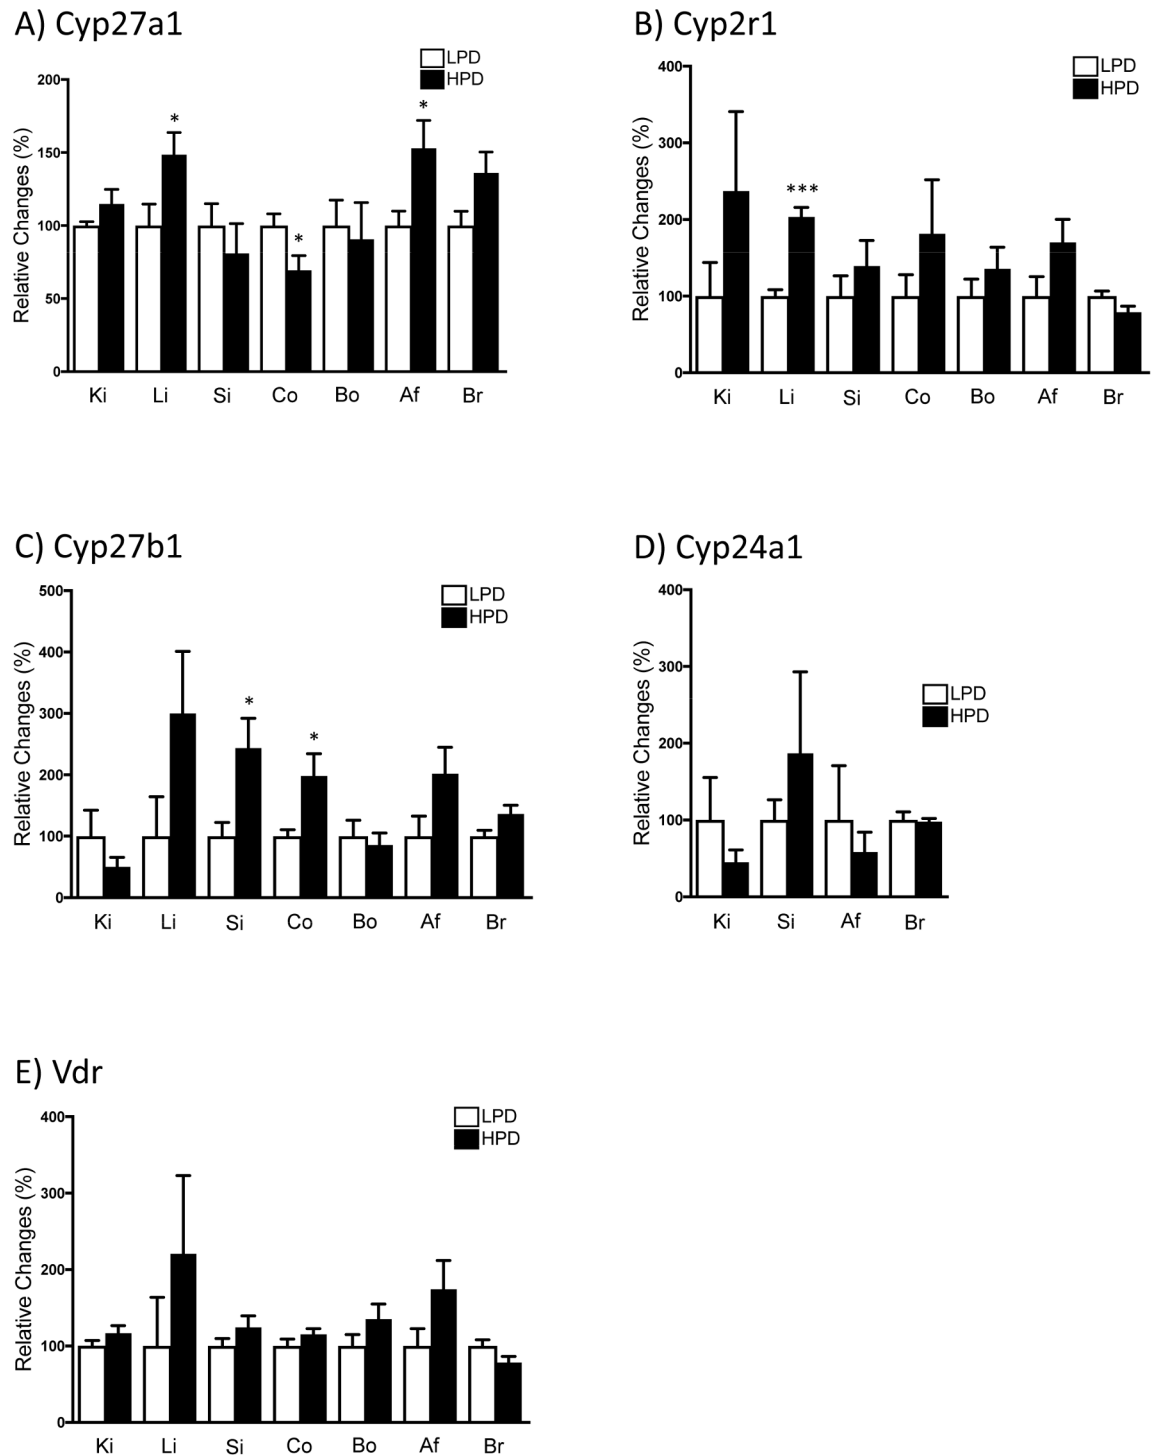 A) Cyp27a1
LPD
HPD
Relative Changes (%)
200
150
100
50
0
*
*
*
Ki Li Si Co Bo Af Br
B) Cyp2r1
LPD
HPD
Relative Changes (%)
400
300
200
100
0
***
Ki Li Si Co Bo Af Br
C) Cyp27b1
LPD
HPD
Relative Changes (%)
500
400
300
200
100
0
*
*
Ki Li Si Co Bo Af Br
D) Cyp24a1
LPD
HPD
Relative Changes (%)
400
300
200
100
0
Ki Si Af Br
E) Vdr
LPD
HPD
Relative Changes (%)
400
300
200
100
0
Ki Li Si Co Bo Af Br